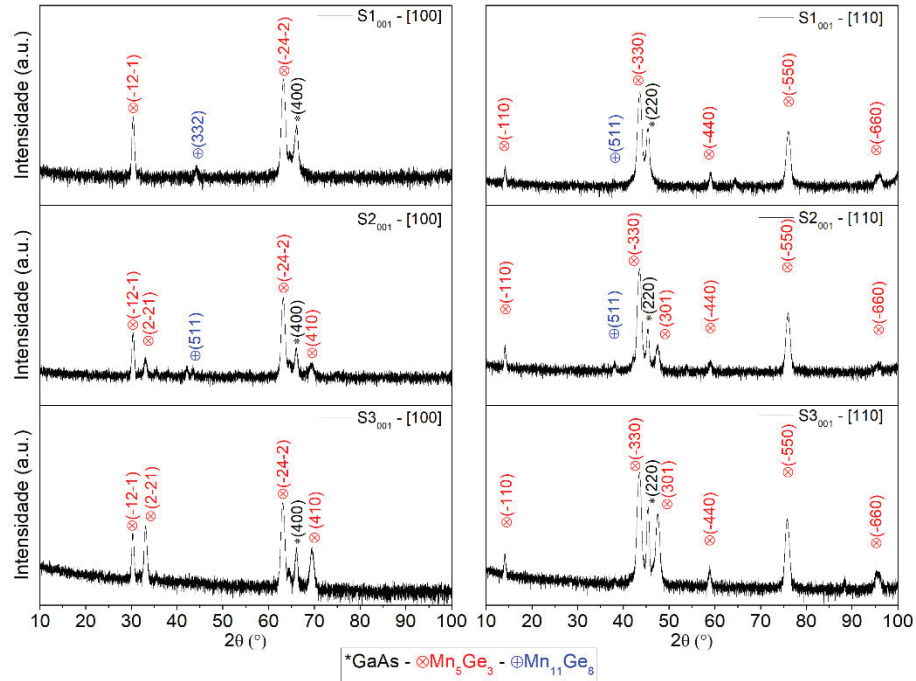 S1001 - [100]
Intensidade (a.u.)
⊗(-12-1)
⊕(332)
⊗(-24-2)
*(400)
S2001 - [100]
Intensidade (a.u.)
⊗(-12-1)
⊗(2-21)
⊕(511)
⊗(-24-2)
*(400)
⊗(410)
S3001 - [100]
Intensidade (a.u.)
⊗(-12-1)
⊗(2-21)
⊗(-24-2)
*(400)
⊗(410)
10 20 30 40 50 60 70 80 90 100
2θ (°)
S1001 - [110]
⊗(-110)
⊕(511)
⊗(-330)
*(220)
⊗(-440)
⊗(-550)
⊗(-660)
S2001 - [110]
⊗(-110)
⊕(511)
⊗(-330)
*(220)
⊗(301)
⊗(-440)
⊗(-550)
⊗(-660)
S3001 - [110]
⊗(-110)
⊗(-330)
*(220)
⊗(301)
⊗(-440)
⊗(-550)
⊗(-660)
10 20 30 40 50 60 70 80 90 100
2θ (°)
*GaAs - ⊗Mn5Ge3 - ⊕Mn11Ge8